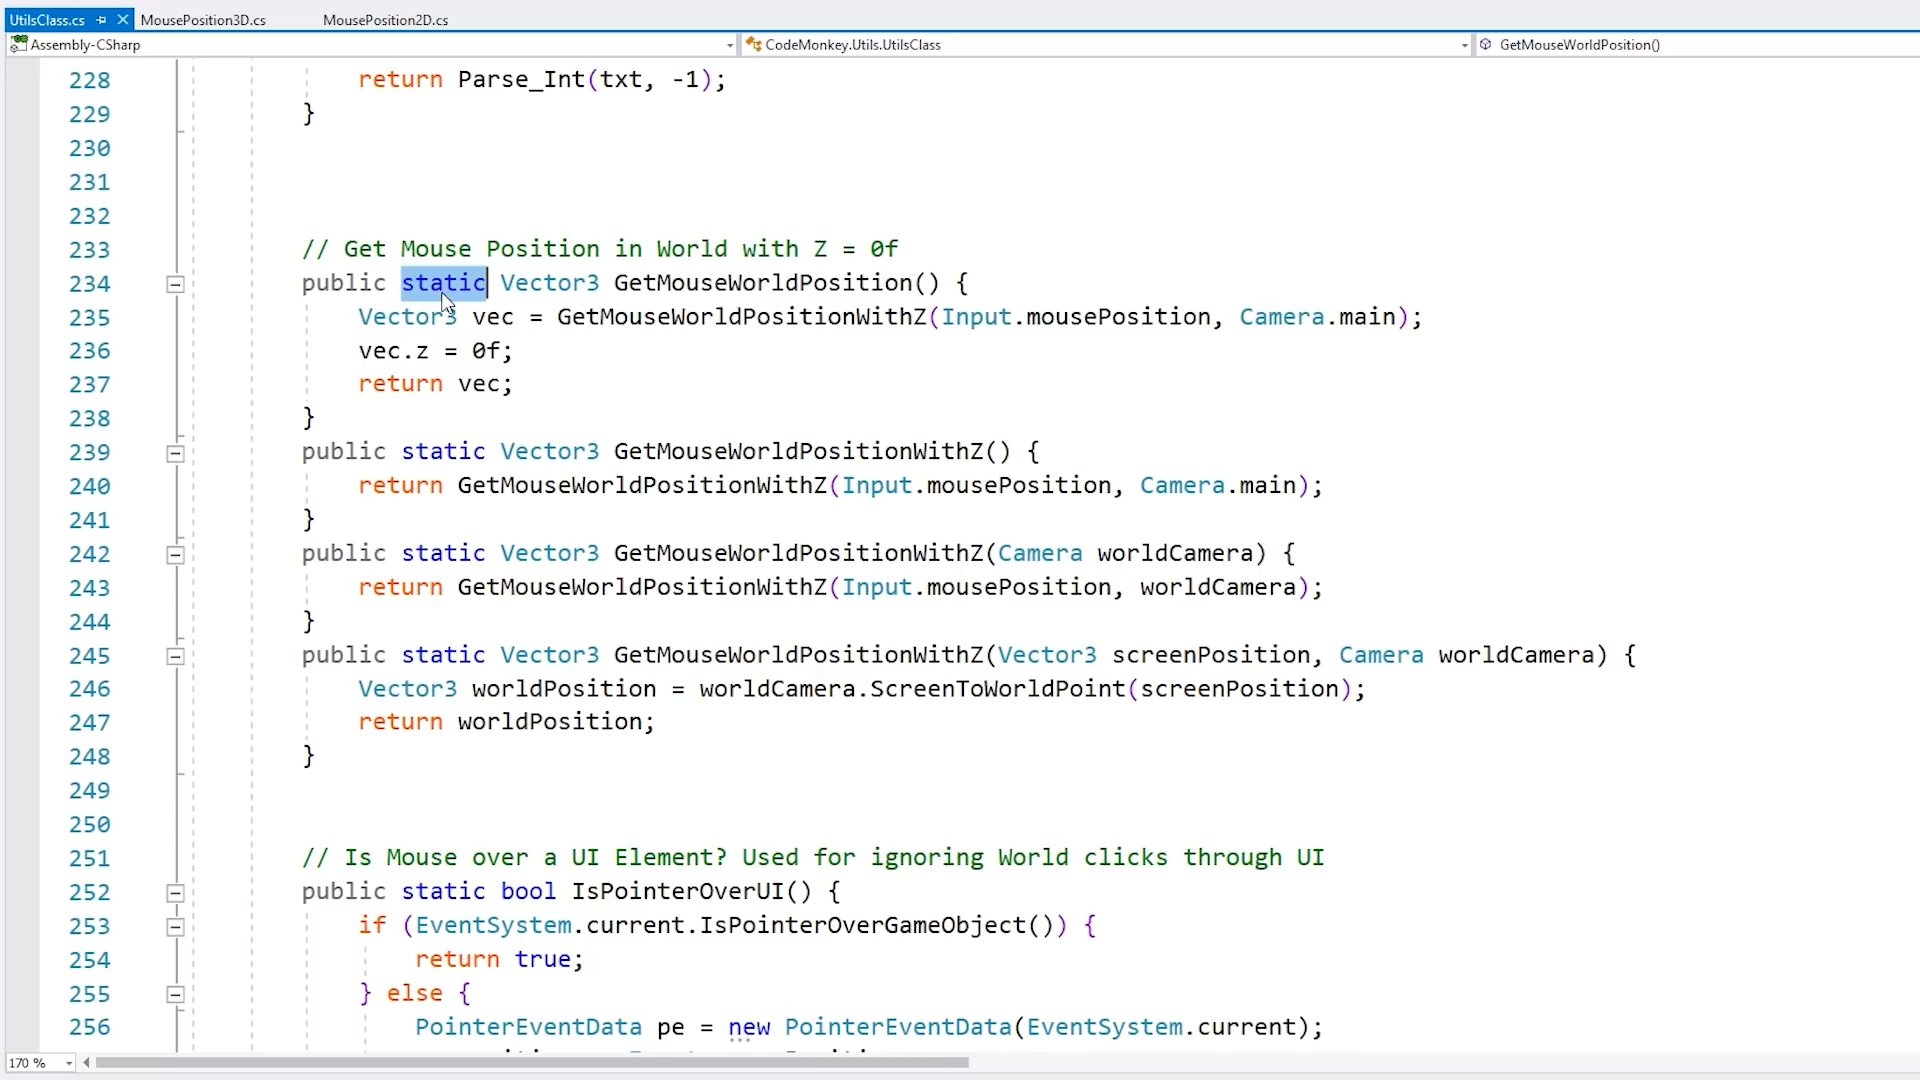 UtilsClass.cs MousePosition3D.cs MousePosition2D.cs
Assembly-CSharp CodeMonkey.Utils.UtilsClass GetMouseWorldPosition()
228 return Parse_Int(txt, -1);
229 }
230
231
232
233 // Get Mouse Position in World with Z = 0f
234 public static Vector3 GetMouseWorldPosition() {
235 Vector3 vec = GetMouseWorldPositionWithZ(Input.mousePosition, Camera.main);
236 vec.z = 0f;
237 return vec;
238 }
239 public static Vector3 GetMouseWorldPositionWithZ() {
240 return GetMouseWorldPositionWithZ(Input.mousePosition, Camera.main);
241 }
242 public static Vector3 GetMouseWorldPositionWithZ(Camera worldCamera) {
243 return GetMouseWorldPositionWithZ(Input.mousePosition, worldCamera);
244 }
245 public static Vector3 GetMouseWorldPositionWithZ(Vector3 screenPosition, Camera worldCamera) {
246 Vector3 worldPosition = worldCamera.ScreenToWorldPoint(screenPosition);
247 return worldPosition;
248 }
249
250
251 // Is Mouse over a UI Element? Used for ignoring World clicks through UI
252 public static bool IsPointerOverUI() {
253 if (EventSystem.current.IsPointerOverGameObject()) {
254 return true;
255 } else {
256 PointerEventData pe = new PointerEventData(EventSystem.current);
170 %